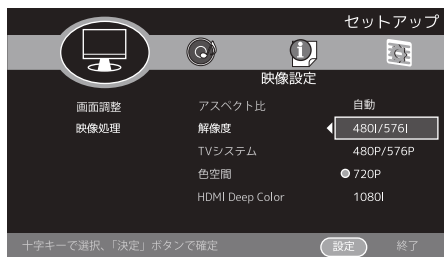 セットアップ
映像設定
画面調整
映像処理
アスペクト比
解像度
TVシステム
色空間
HDMI Deep Color
自動
480I/576I
480P/576P
720P
1080I
十字キーで選択、「決定」ボタンで確定
設定
終了